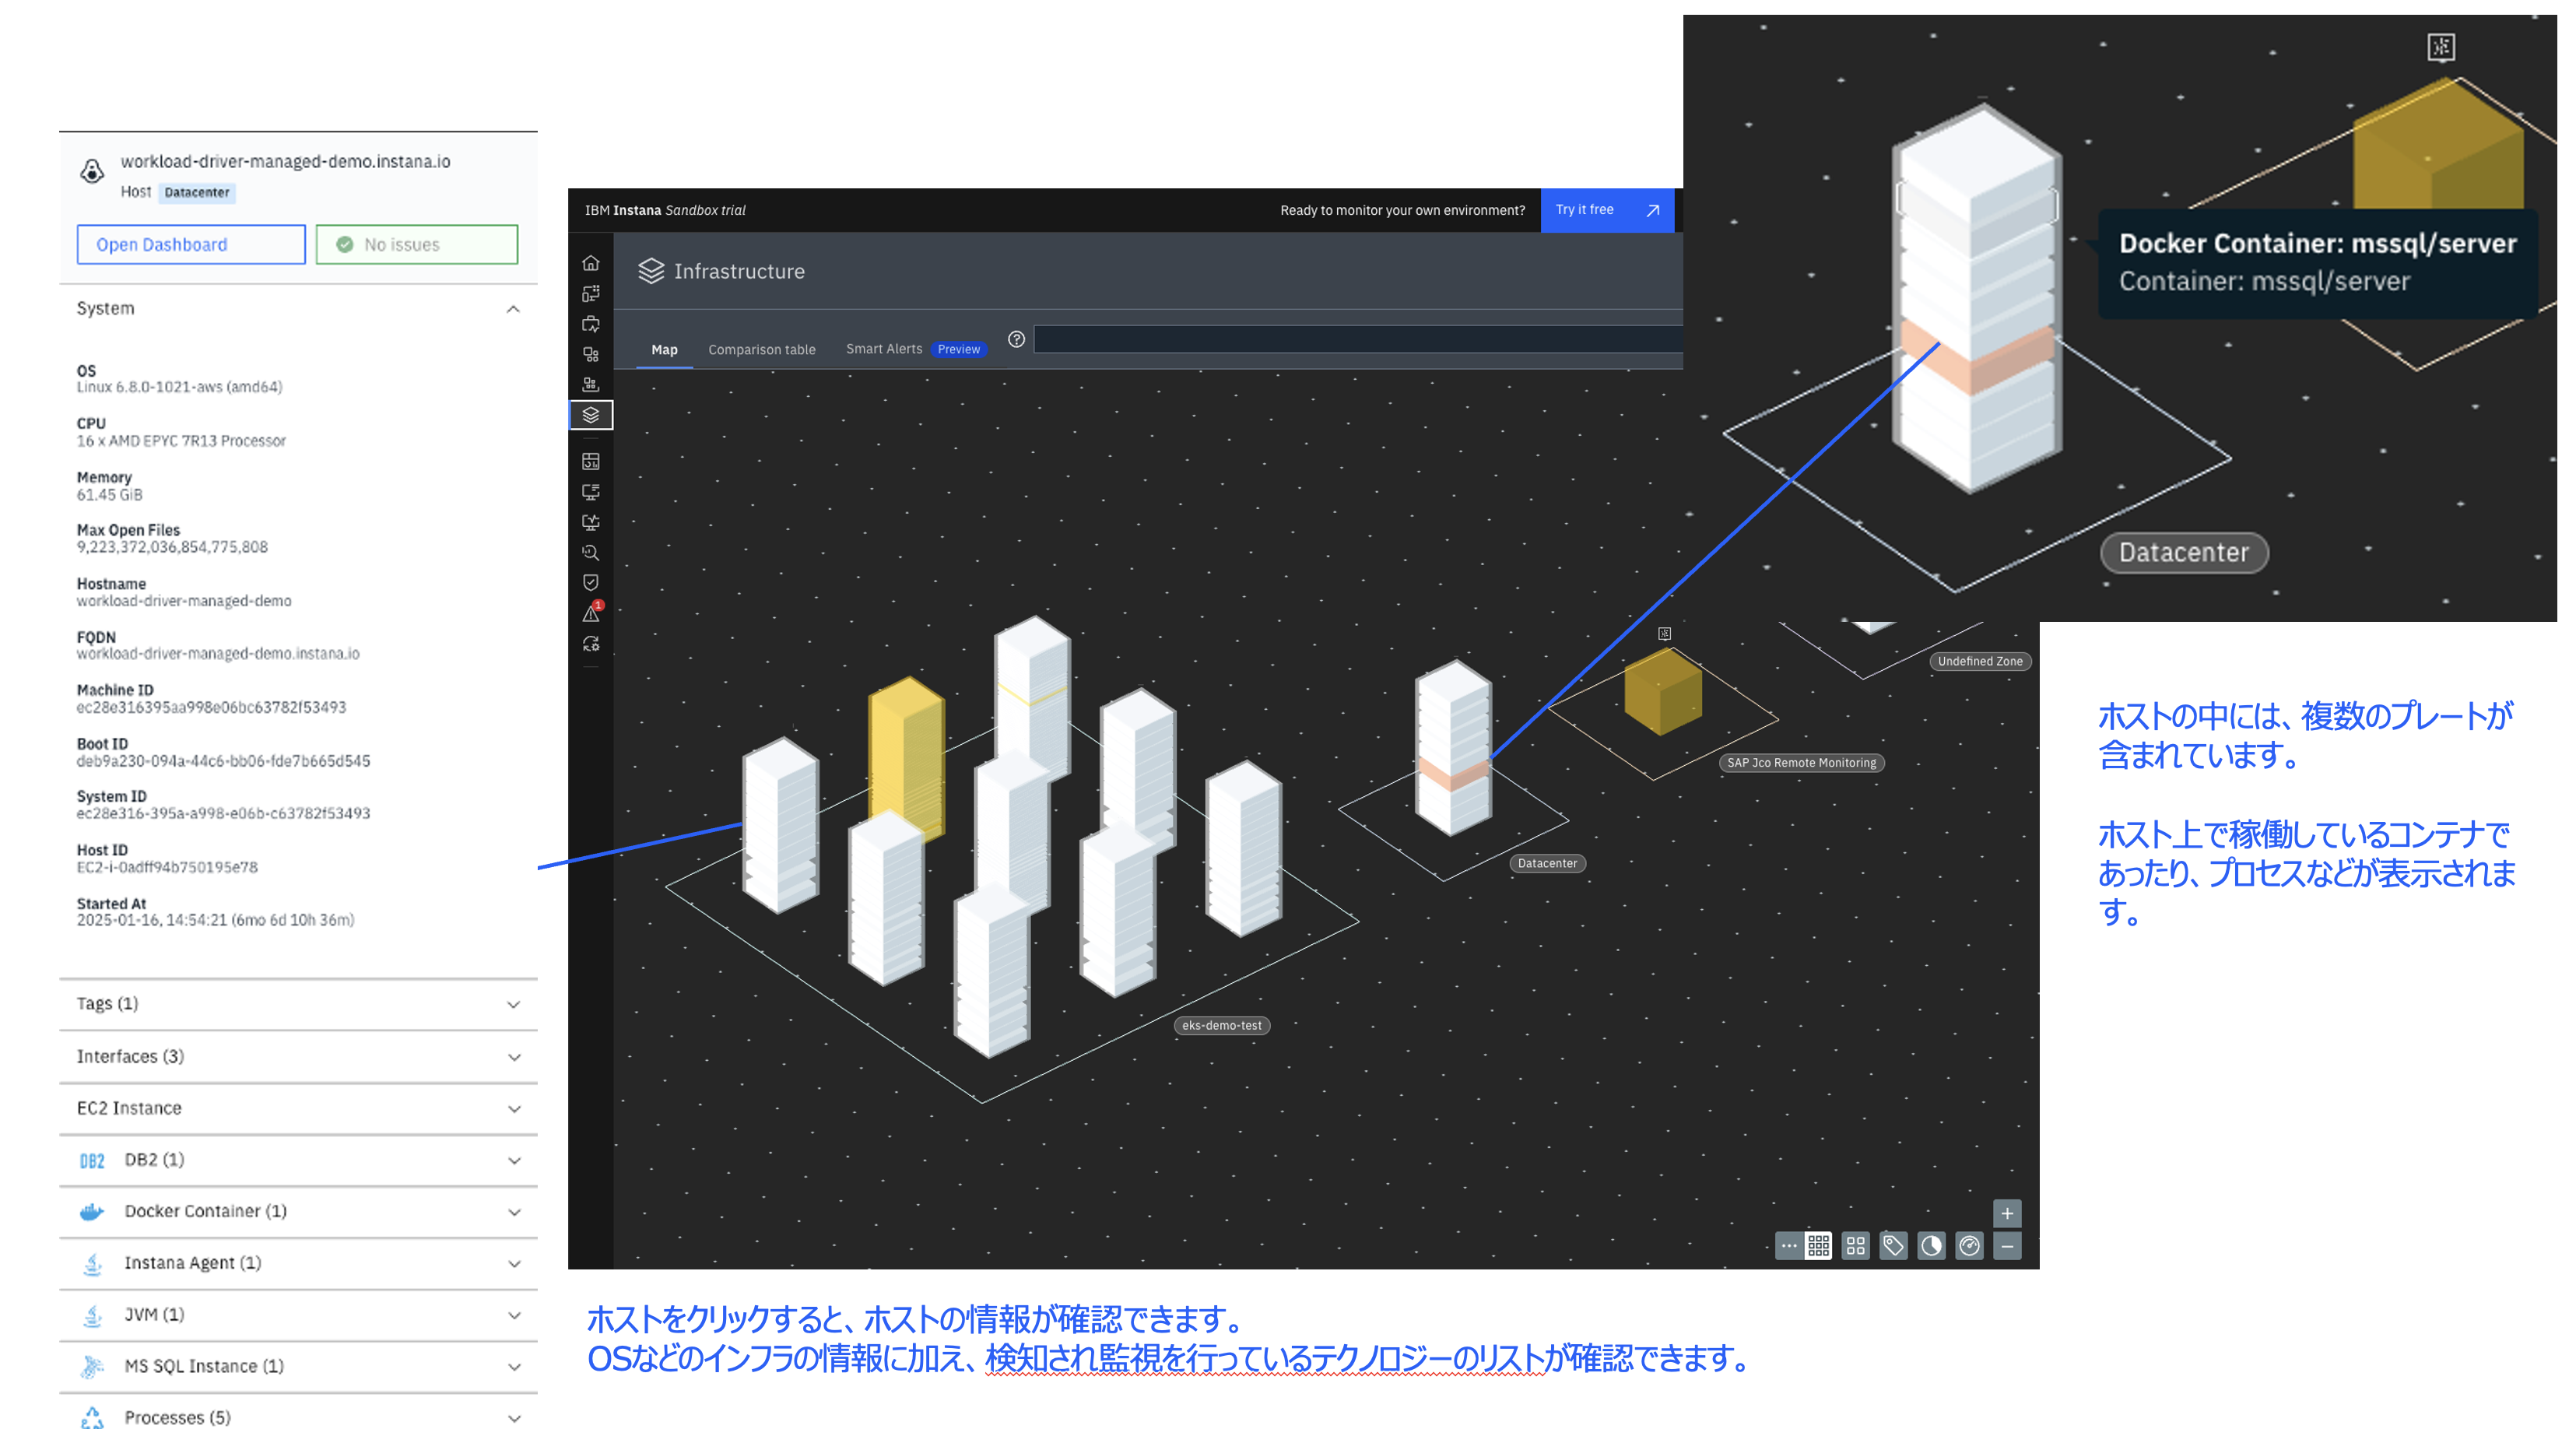 workload-driver-managed-demo.instana.io
Host Datacenter
Open Dashboard No issues
System
OS
Linux 6.8.0-1021-aws (amd64)
CPU
16 x AMD EPYC 7R13 Processor
Memory
61.45 GiB
Max Open Files
9,223,372,036,854,775,808
Hostname
workload-driver-managed-demo
FQDN
workload-driver-managed-demo.instana.io
Machine ID
ec28e316395aa998e06bc63782f53493
Boot ID
deb9a230-094a-44c6-bb06-fde7b665d545
System ID
ec28e316-395a-a998-e06b-c63782f53493
Host ID
EC2-i-0adff94b750195e78
Started At
2025-01-16, 14:54:21 (6mo 6d 10h 36m)
Tags (1)
Interfaces (3)
EC2 Instance
DB2 DB2 (1)
Docker Container (1)
Instana Agent (1)
JVM (1)
MS SQL Instance (1)
Processes (5)
IBM Instana Sandbox trial
Ready to monitor your own environment? Try it free
Infrastructure
Map Comparison table Smart Alerts Preview
1
Docker Container: mssql/server
Container: mssql/server
Datacenter
Undefined Zone
SAP Jco Remote Monitoring
Datacenter
eks-demo-test
ホストの中には、複数のプレートが
含まれています。
ホスト上で稼働しているコンテナで
あったり、プロセスなどが表示されま
す。
ホストをクリックすると、ホストの情報が確認できます。
OSなどのインフラの情報に加え、検知され監視を行っているテクノロジーのリストが確認できます。